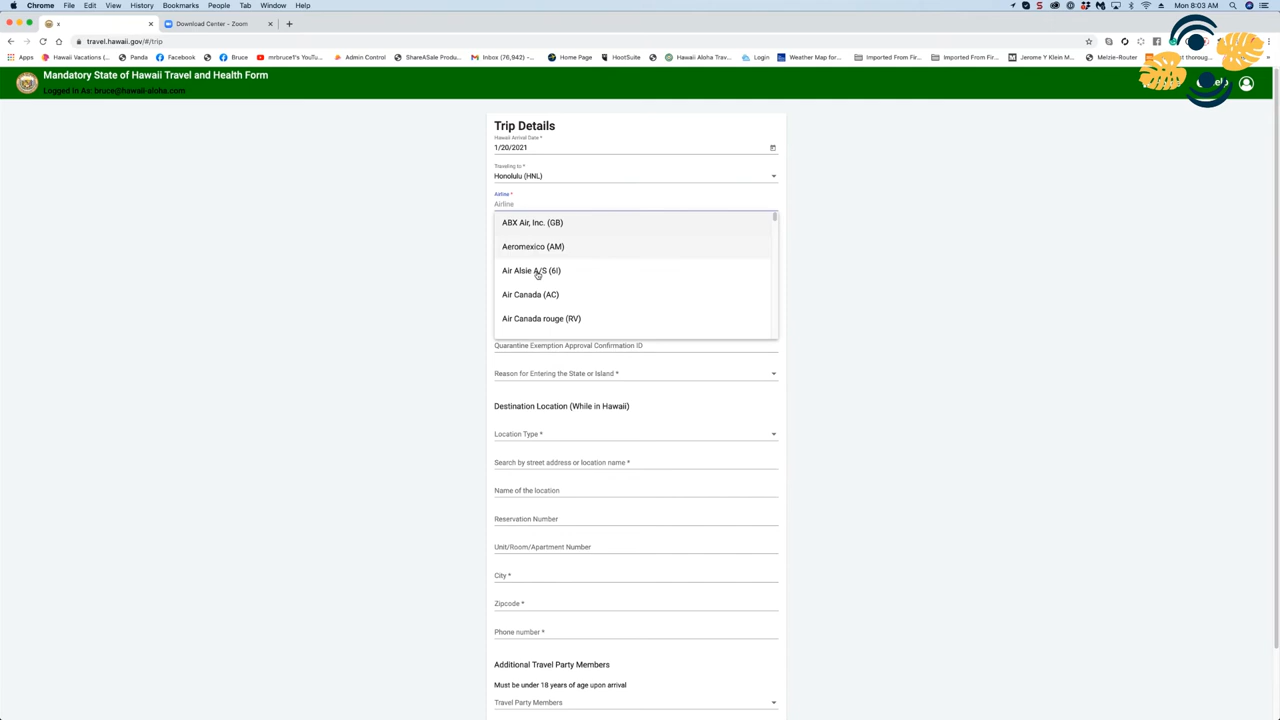 Chrome File Edit View History Bookmarks People Tab Window Help
Mon 8:03 AM
x
Download Center - Zoom
travel.hawaii.gov/#/trip
Apps Hawaii Vacations (... Panda Facebook Bruce mrbruce9's YouTu... Admin Control ShareASale Produc... Inbox (76,942) - ... Home Page HootSuite Hawaii Aloha Trav... Login Weather Map for... Imported From Fir... Jerome Y Klein M... Melzie-Router Imported From Fir... t thoroug...
Mandatory State of Hawaii Travel and Health Form
Logged in As: bruce@hawaii-aloha.com
Trip Details
Hawaii Arrival Date *
1/20/2021
Traveling to *
Honolulu (HNL)
Airline *
Airline
ABX Air, Inc. (GB)
Aeromexico (AM)
Air Alsie A/S (6I)
Air Canada (AC)
Air Canada rouge (RV)
Quarantine Exemption Approval Confirmation ID
Reason for Entering the State or Island *
Destination Location (While in Hawaii)
Location Type *
Search by street address or location name *
Name of the location
Reservation Number
Unit/Room/Apartment Number
City *
Zipcode *
Phone number *
Additional Travel Party Members
Must be under 18 years of age upon arrival
Travel Party Members